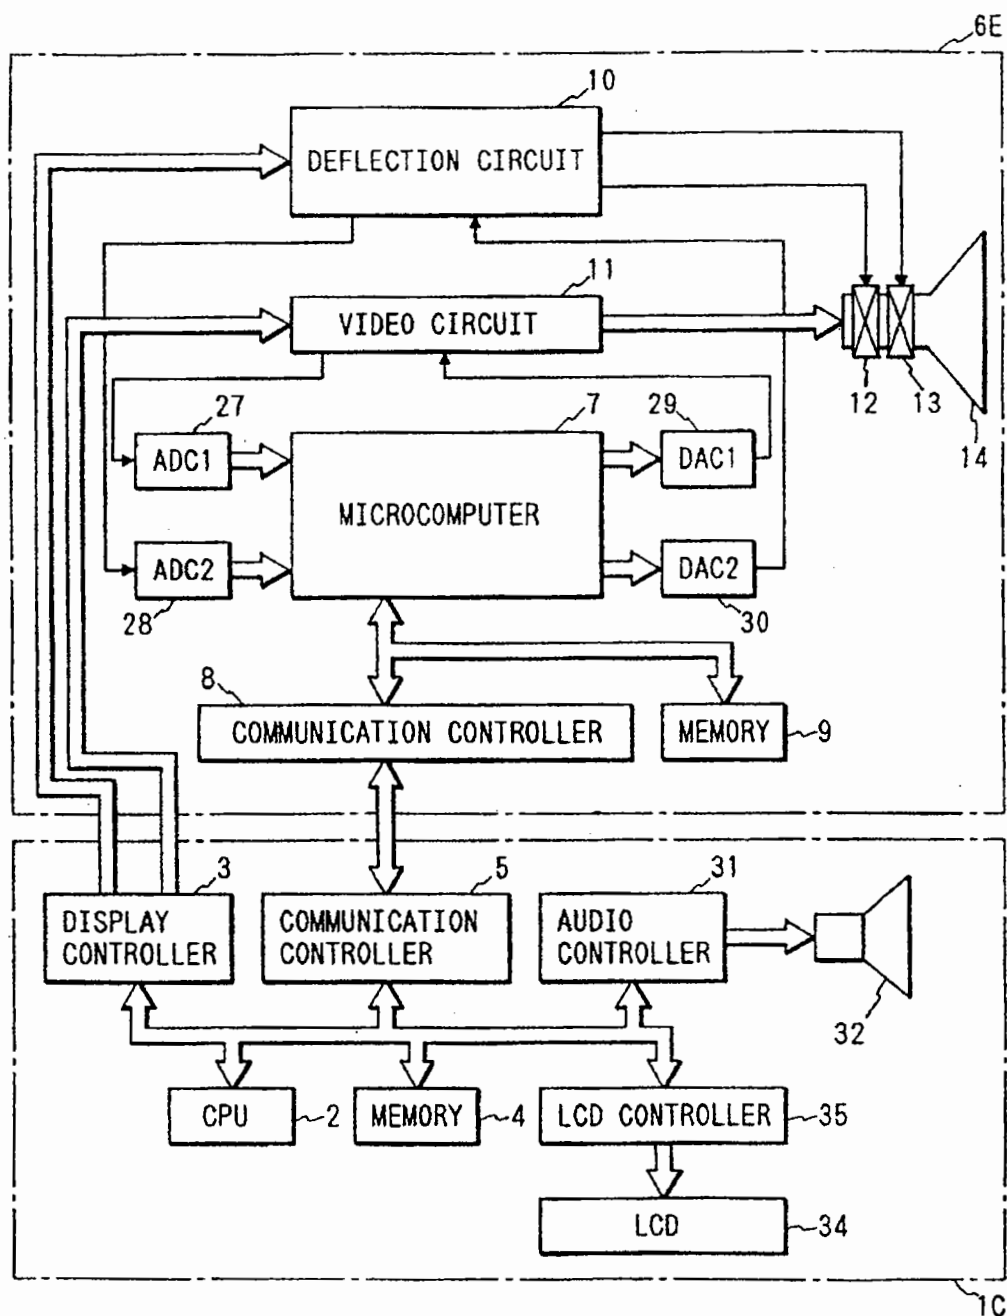 6E
10
DEFLECTION CIRCUIT
11
VIDEO CIRCUIT
12
13
14
27
7
29
ADC1
DAC1
MICROCOMPUTER
ADC2
DAC2
28
30
8
COMMUNICATION CONTROLLER
MEMORY
9
3
5
31
DISPLAY
CONTROLLER
COMMUNICATION
CONTROLLER
AUDIO
CONTROLLER
32
CPU
2
MEMORY
4
LCD CONTROLLER
35
LCD
34
1C